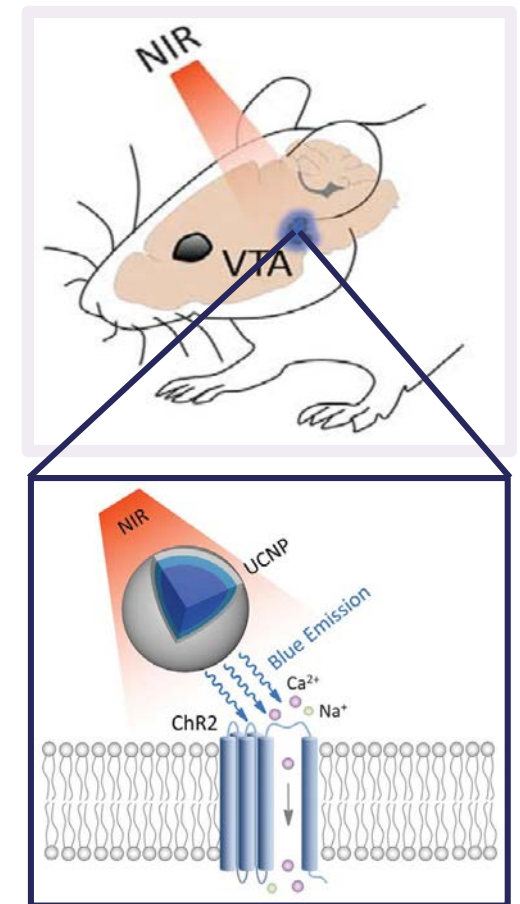 NIR
VTA
NIR
UCNP
Blue Emission
Ca²⁺
Na⁺
ChR2